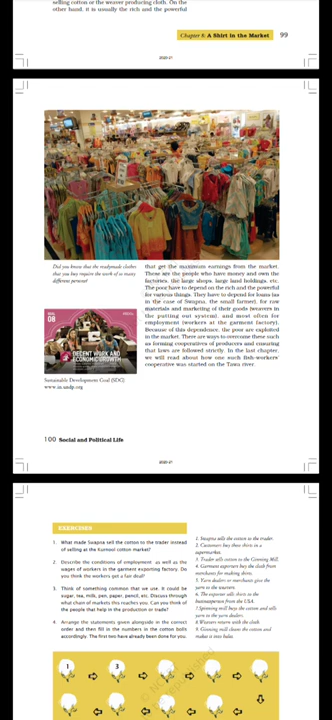 selling cotton or the weaver producing cloth. On the
other hand, it is usually the rich and the powerful
Chapter 8: A Shirt in the Market 99
Did you know that the readymade clothes
that you buy require the work of so many
different persons?
that get the maximum earnings from the market.
These are the people who have money and own the
factories, the large shops, large land holdings, etc.
The poor have to depend on the rich and the powerful
for various things. They have to depend for loans (as
in the case of Swapna, the small farmer), for raw
materials and marketing of their goods (weavers in
the putting out system), and most often for
employment (workers at the garment factory).
Because of this dependence, the poor are exploited
in the market. There are ways to overcome these such
as forming cooperatives of producers and ensuring
that laws are followed strictly. In the last chapter,
we will read about how one such fish-workers'
cooperative was started on the Tawa river.
08
DECENT WORK AND
ECONOMIC GROWTH
Sustainable Development Goal (SDG)
www.in.undp.org
100 Social and Political Life
EXERCISES
1. What made Swapna sell the cotton to the trader instead
of selling at the Kurnool cotton market?
2. Describe the conditions of employment as well as the
wages of workers in the garment exporting factory. Do
you think the workers get a fair deal?
3. Think of something common that we use. It could be
sugar, tea, milk, pen, paper, pencil, etc. Discuss through
what chain of markets this reaches you. Can you think of
the people that help in the production or trade?
4. Arrange the statements given alongside in the correct
order and then fill in the numbers in the cotton bolls
accordingly. The first two have already been done for you.
1. Swapna sells the cotton to the trader.
2. Customers buy these shirts in a
supermarket.
3. Trader sells cotton to the Ginning Mill.
4. Garment exporters buy the cloth from
merchants for making shirts.
5. Yarn dealers or merchants give the
yarn to the weavers.
6. The exporter sells shirts to the
businessperson from the USA.
7. Spinning mill buys the cotton and sells
yarn to the yarn dealers.
8. Weavers return with the cloth.
9. Ginning mill cleans the cotton and
makes it into bales.
1 3